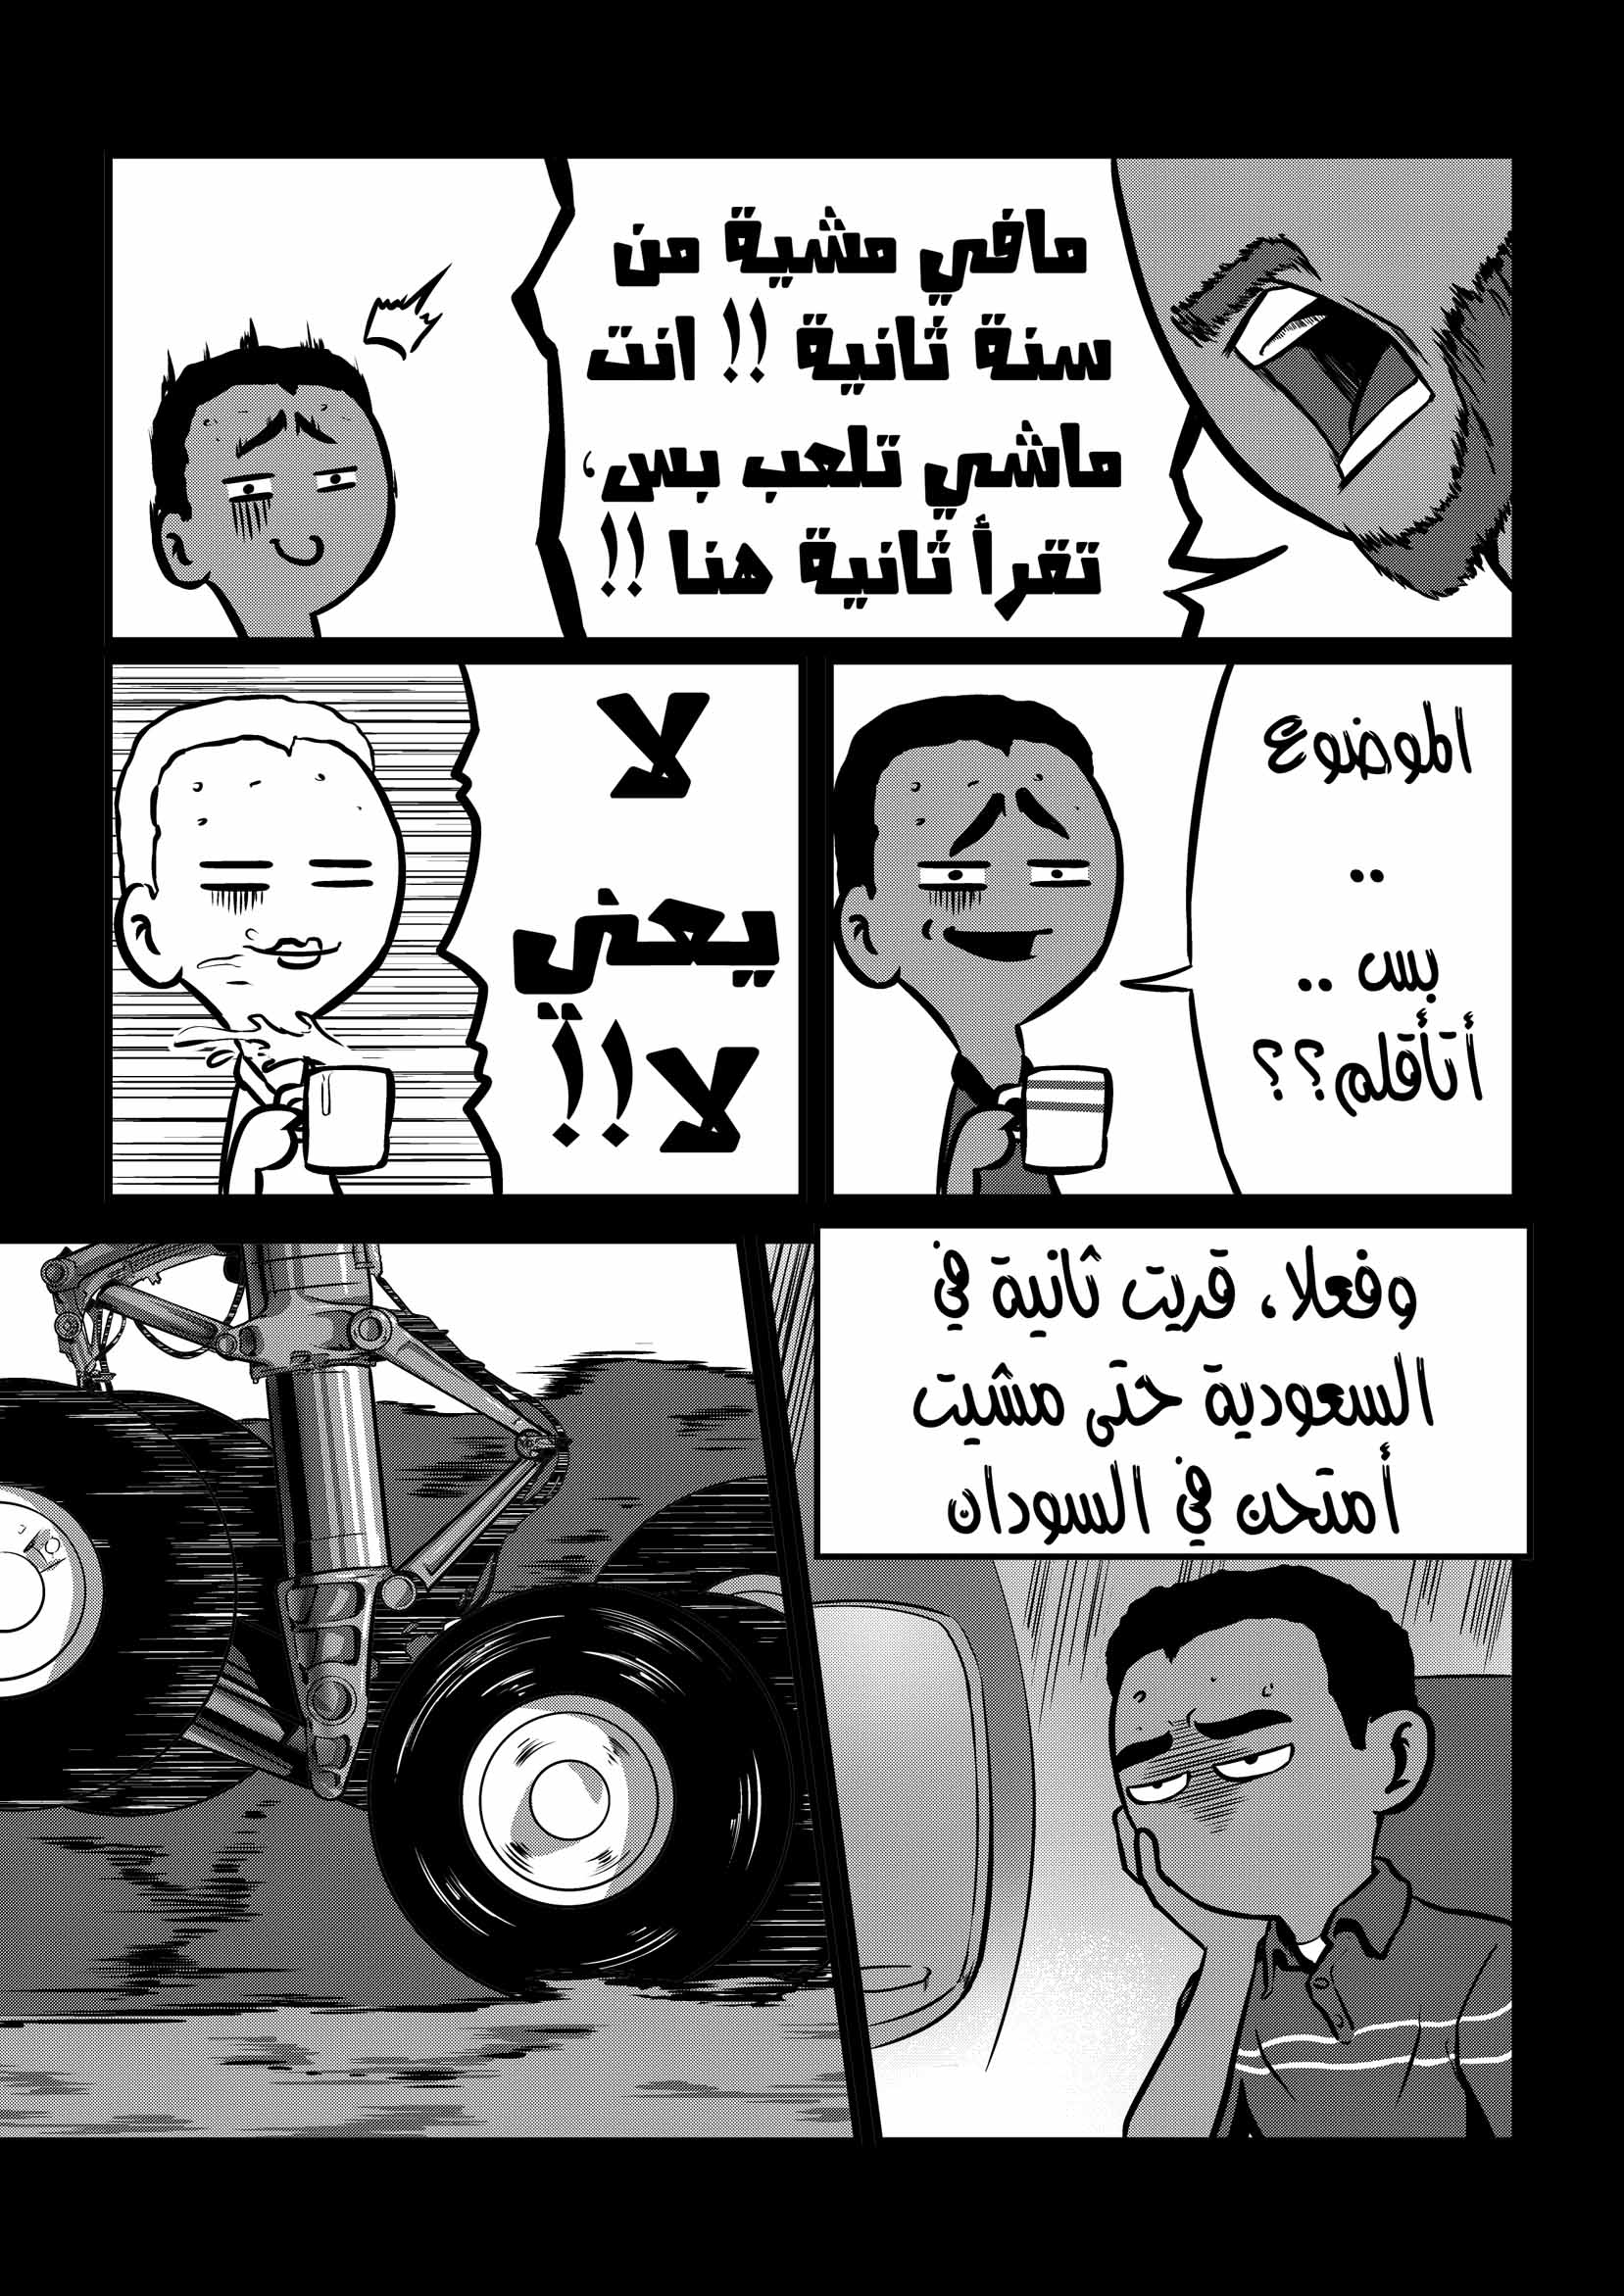 مافي مشية من
سنة ثانية !! انت
ماشي تلعب بس،
تقرأ ثانية هنا !!
الموضوع
..
بس ..
أتأقلم؟؟
لا
يعني
لا!!
وفعلا، قريت ثانية في
السعودية حتى مشيت
أمتحن في السودان